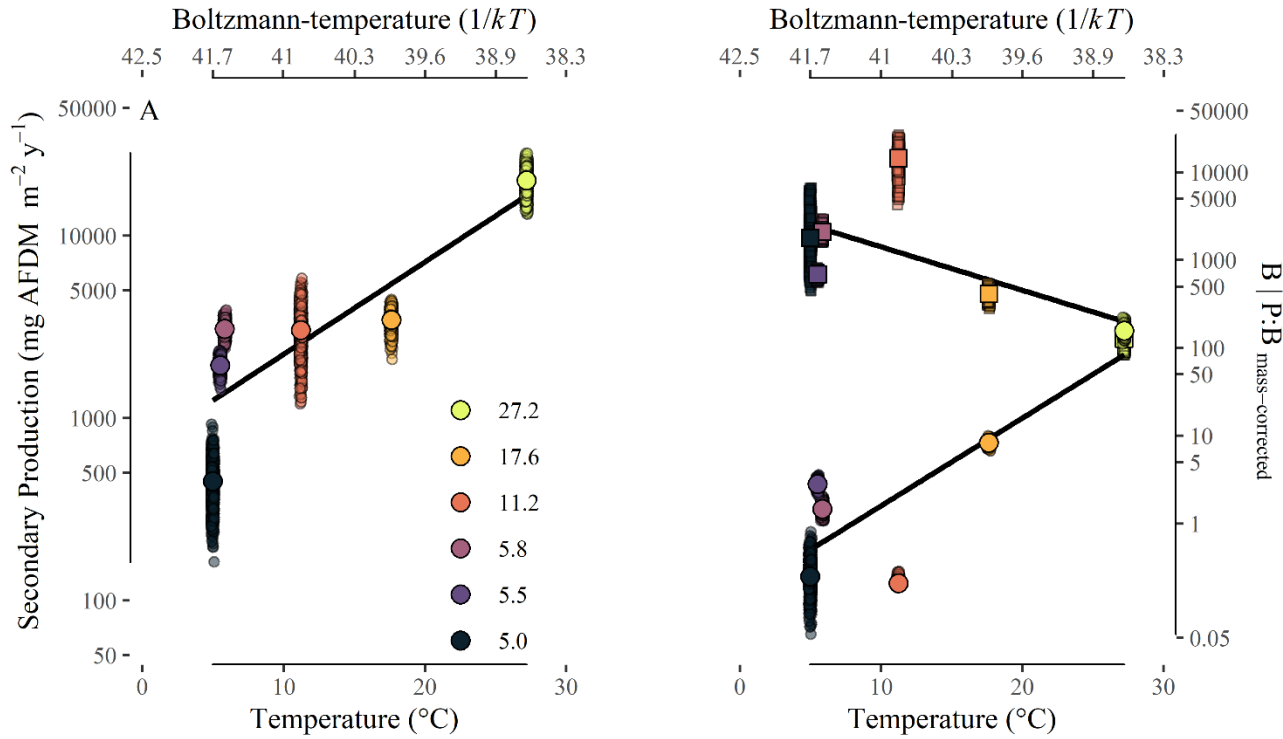 Boltzmann-temperature (1/kT)
42.5 41.7 41 40.3 39.6 38.9 38.3
50000
10000
5000
1000
500
100
50
A
Secondary Production (mg AFDM m⁻² y⁻¹)
27.2
17.6
11.2
5.8
5.5
5.0
0 10 20 30
Temperature (°C)
Boltzmann-temperature (1/kT)
42.5 41.7 41 40.3 39.6 38.9 38.3
50000
10000
5000
1000
500
100
50
10
5
1
0.05
B | P:B mass−corrected
0 10 20 30
Temperature (°C)